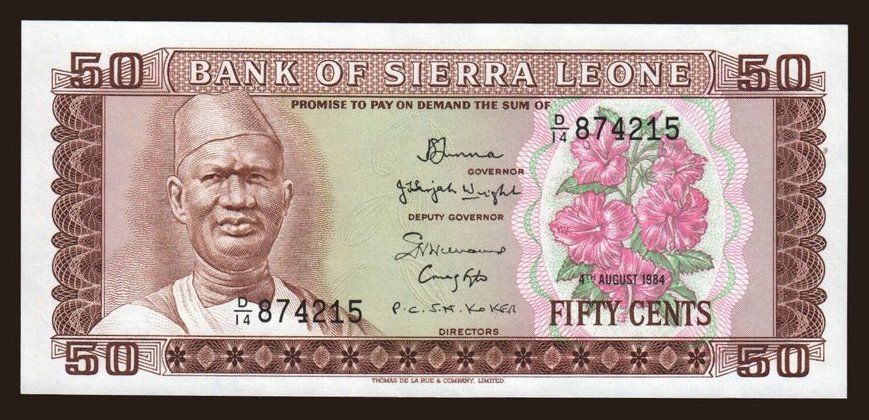 50 BANK OF SIERRA LEONE 50
PROMISE TO PAY ON DEMAND THE SUM OF
D/14 874215
GOVERNOR
DEPUTY GOVERNOR
4TH AUGUST 1984
D/14 874215
P.C.S.H. KOKER
FIFTY CENTS
DIRECTORS
50 50
THOMAS DE LA RUE & COMPANY, LIMITED.